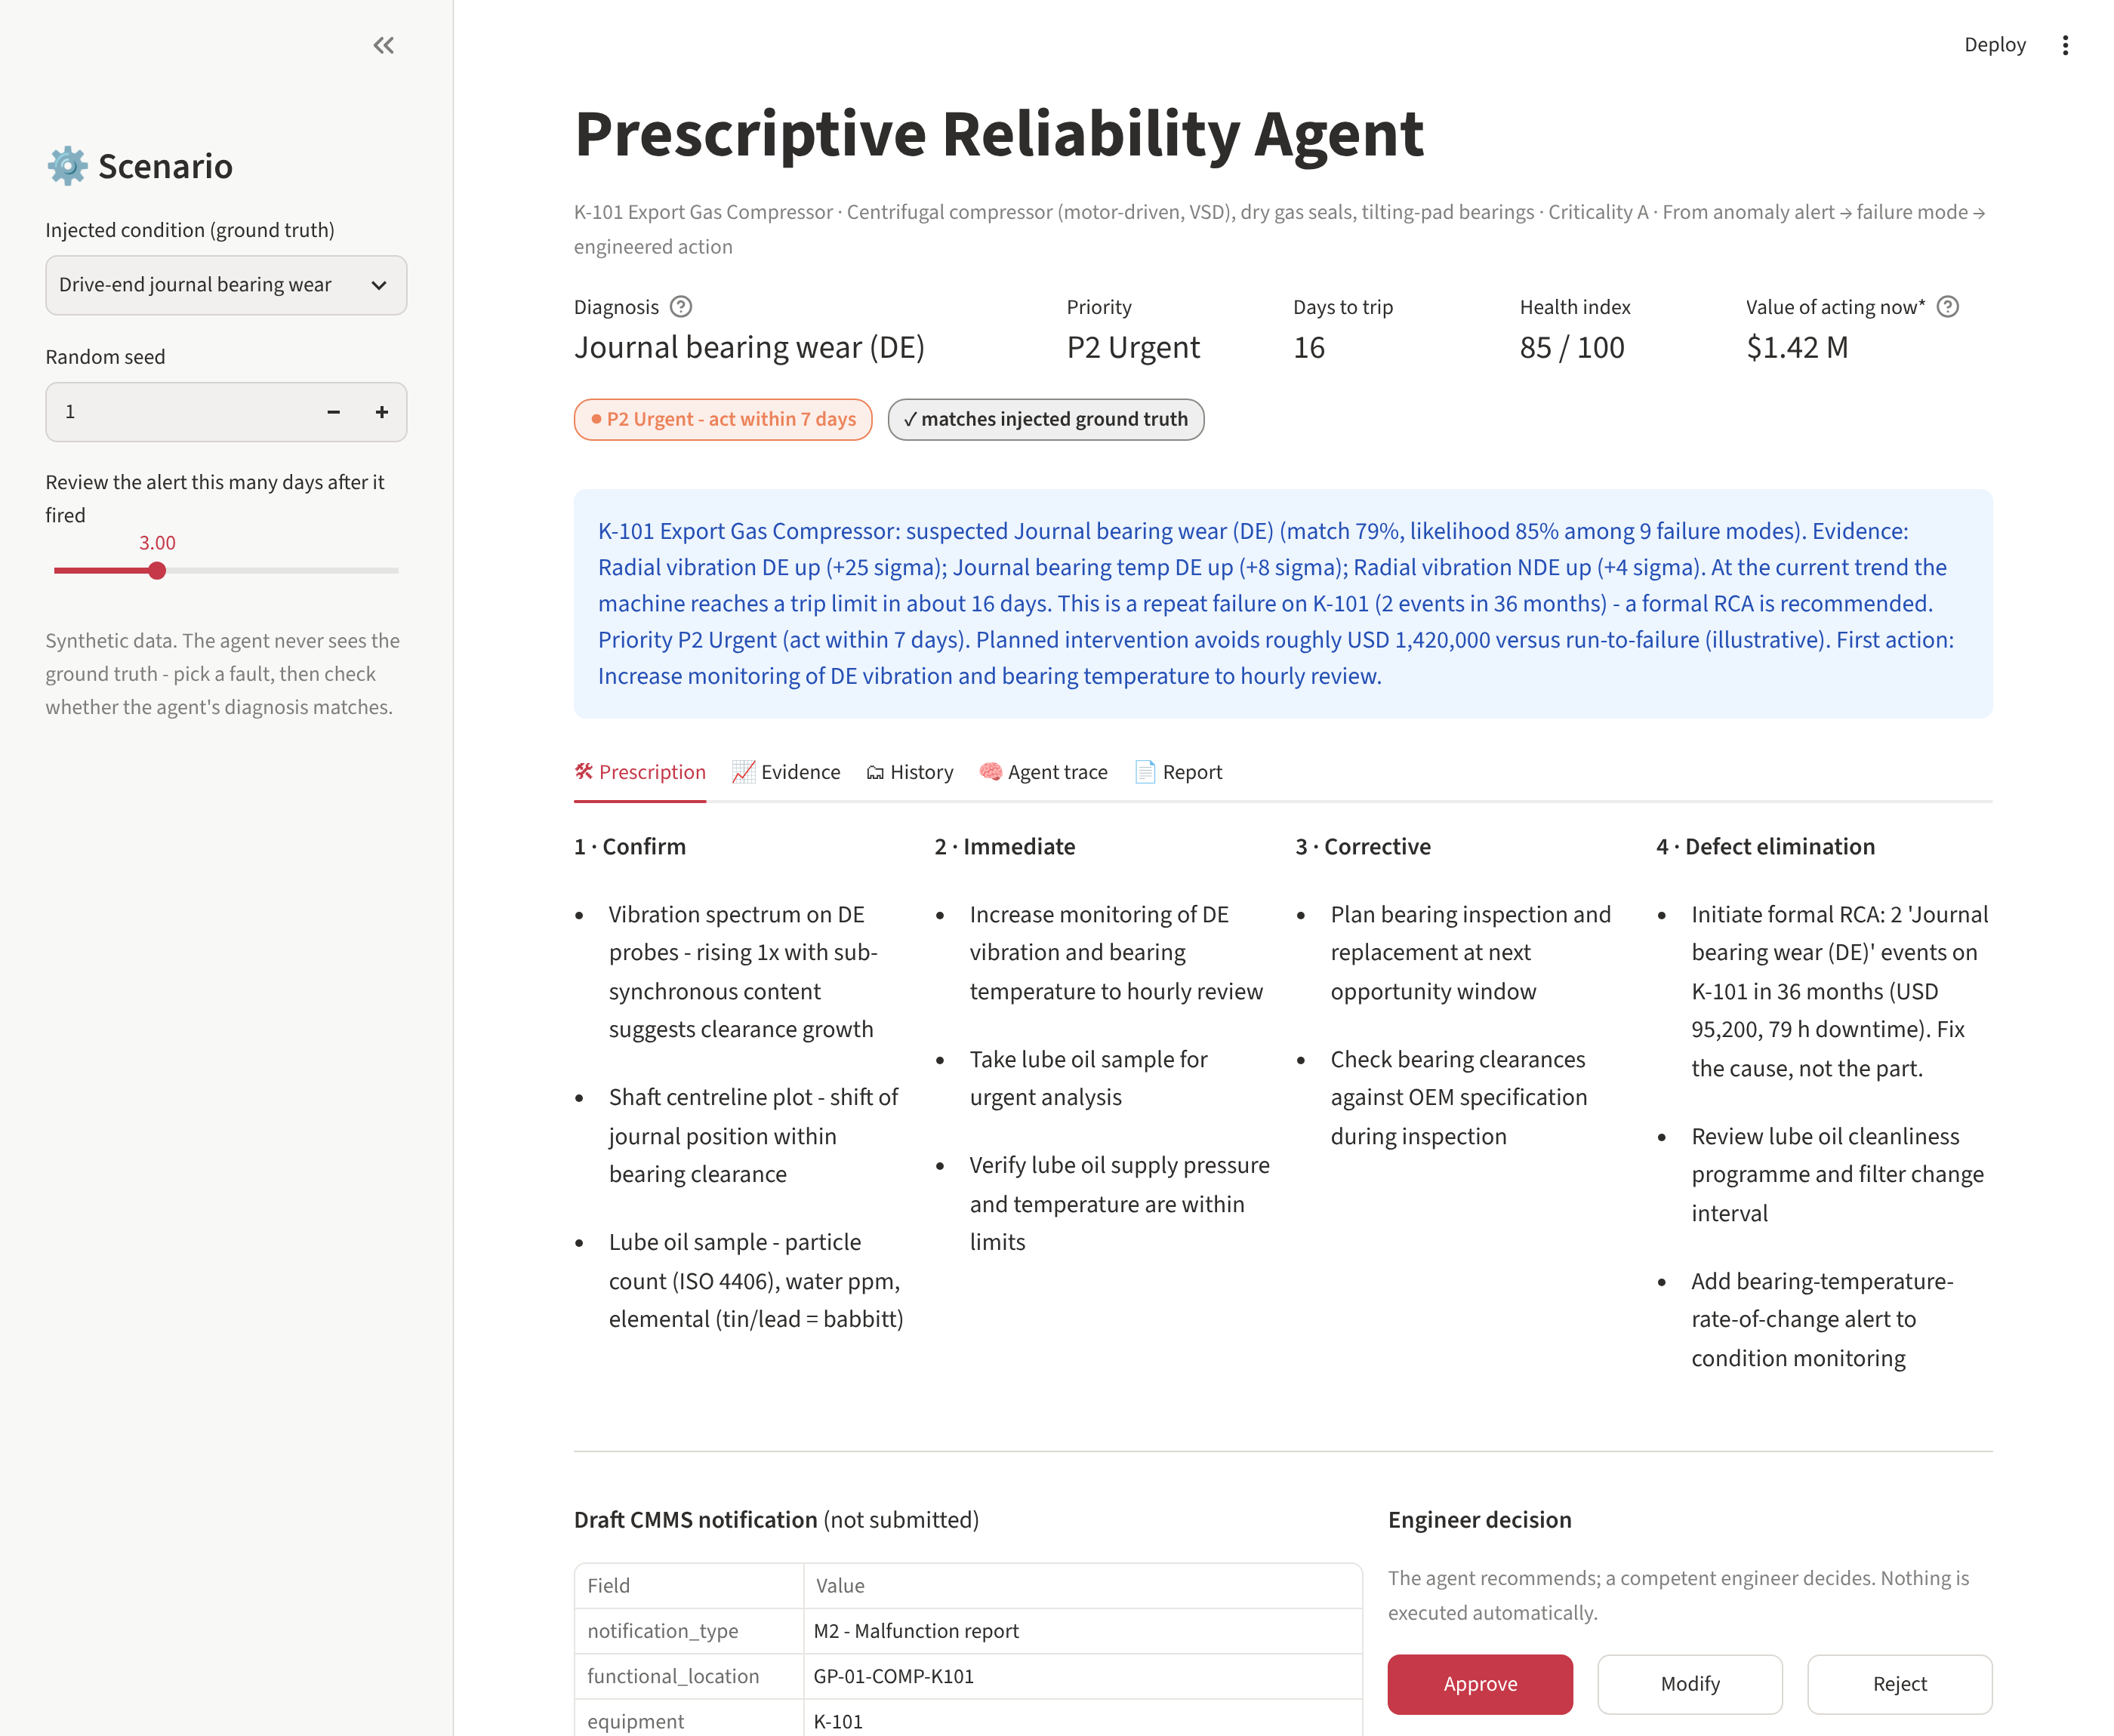 Deploy
⚙️ Scenario
Injected condition (ground truth)
Drive-end journal bearing wear
Random seed
1
Review the alert this many days after it
fired
3.00
Synthetic data. The agent never sees the
ground truth - pick a fault, then check
whether the agent's diagnosis matches.
Prescriptive Reliability Agent
K-101 Export Gas Compressor · Centrifugal compressor (motor-driven, VSD), dry gas seals, tilting-pad bearings · Criticality A · From anomaly alert → failure mode →
engineered action
Diagnosis
Journal bearing wear (DE)
Priority
P2 Urgent
Days to trip
16
Health index
85 / 100
Value of acting now*
$1.42 M
● P2 Urgent - act within 7 days
✓ matches injected ground truth
K-101 Export Gas Compressor: suspected Journal bearing wear (DE) (match 79%, likelihood 85% among 9 failure modes). Evidence:
Radial vibration DE up (+25 sigma); Journal bearing temp DE up (+8 sigma); Radial vibration NDE up (+4 sigma). At the current trend the
machine reaches a trip limit in about 16 days. This is a repeat failure on K-101 (2 events in 36 months) - a formal RCA is recommended.
Priority P2 Urgent (act within 7 days). Planned intervention avoids roughly USD 1,420,000 versus run-to-failure (illustrative). First action:
Increase monitoring of DE vibration and bearing temperature to hourly review.
🛠 Prescription
📈 Evidence
🗂 History
🧠 Agent trace
📄 Report
1 · Confirm
• Vibration spectrum on DE
probes - rising 1x with sub-
synchronous content
suggests clearance growth
• Shaft centreline plot - shift of
journal position within
bearing clearance
• Lube oil sample - particle
count (ISO 4406), water ppm,
elemental (tin/lead = babbitt)
2 · Immediate
• Increase monitoring of DE
vibration and bearing
temperature to hourly review
• Take lube oil sample for
urgent analysis
• Verify lube oil supply pressure
and temperature are within
limits
3 · Corrective
• Plan bearing inspection and
replacement at next
opportunity window
• Check bearing clearances
against OEM specification
during inspection
4 · Defect elimination
• Initiate formal RCA: 2 'Journal
bearing wear (DE)' events on
K-101 in 36 months (USD
95,200, 79 h downtime). Fix
the cause, not the part.
• Review lube oil cleanliness
programme and filter change
interval
• Add bearing-temperature-
rate-of-change alert to
condition monitoring
Draft CMMS notification (not submitted)
Field Value
notification_type M2 - Malfunction report
functional_location GP-01-COMP-K101
equipment K-101
Engineer decision
The agent recommends; a competent engineer decides. Nothing is
executed automatically.
Approve
Modify
Reject